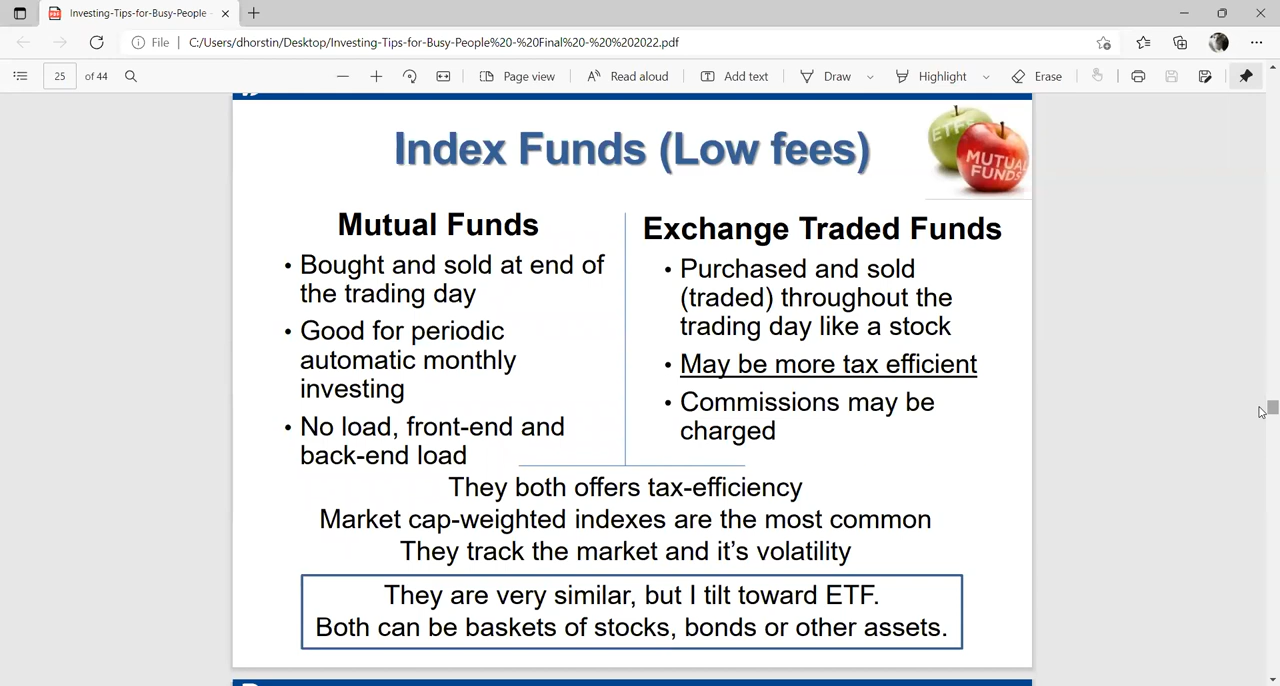 Investing-Tips-for-Busy-People -
File
C:/Users/dhorstin/Desktop/Investing-Tips-for-Busy-People%20-%20Final%20-%20%202022.pdf
25 of 44
Page view
Read aloud
Add text
Draw
Highlight
Erase
Index Funds (Low fees)
ETFs
MUTUAL
FUNDS
Mutual Funds
• Bought and sold at end of
the trading day
• Good for periodic
automatic monthly
investing
• No load, front-end and
back-end load
Exchange Traded Funds
• Purchased and sold
(traded) throughout the
trading day like a stock
• May be more tax efficient
• Commissions may be
charged
They both offers tax-efficiency
Market cap-weighted indexes are the most common
They track the market and it's volatility
They are very similar, but I tilt toward ETF.
Both can be baskets of stocks, bonds or other assets.